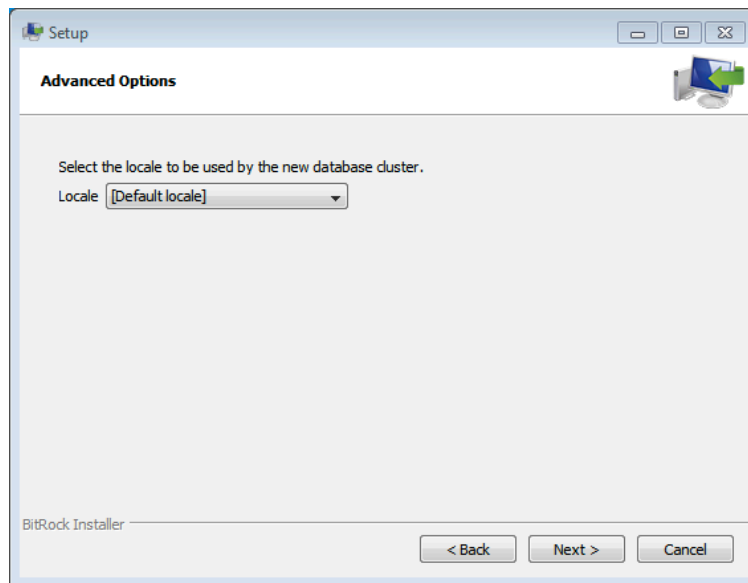 Setup
Advanced Options
Select the locale to be used by the new database cluster.
Locale [Default locale]
BitRock Installer
< Back Next > Cancel